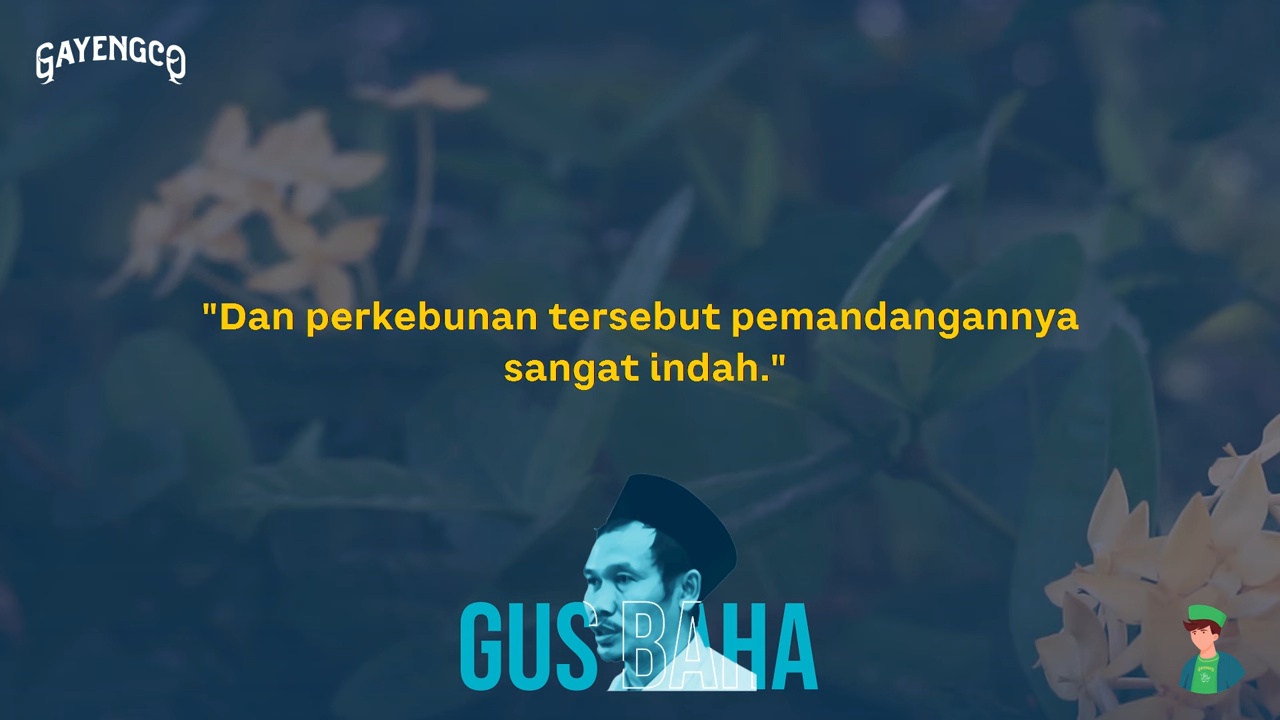 GAYENGCO
"Dan perkebunan tersebut pemandangannya
sangat indah."
GUS BAHA